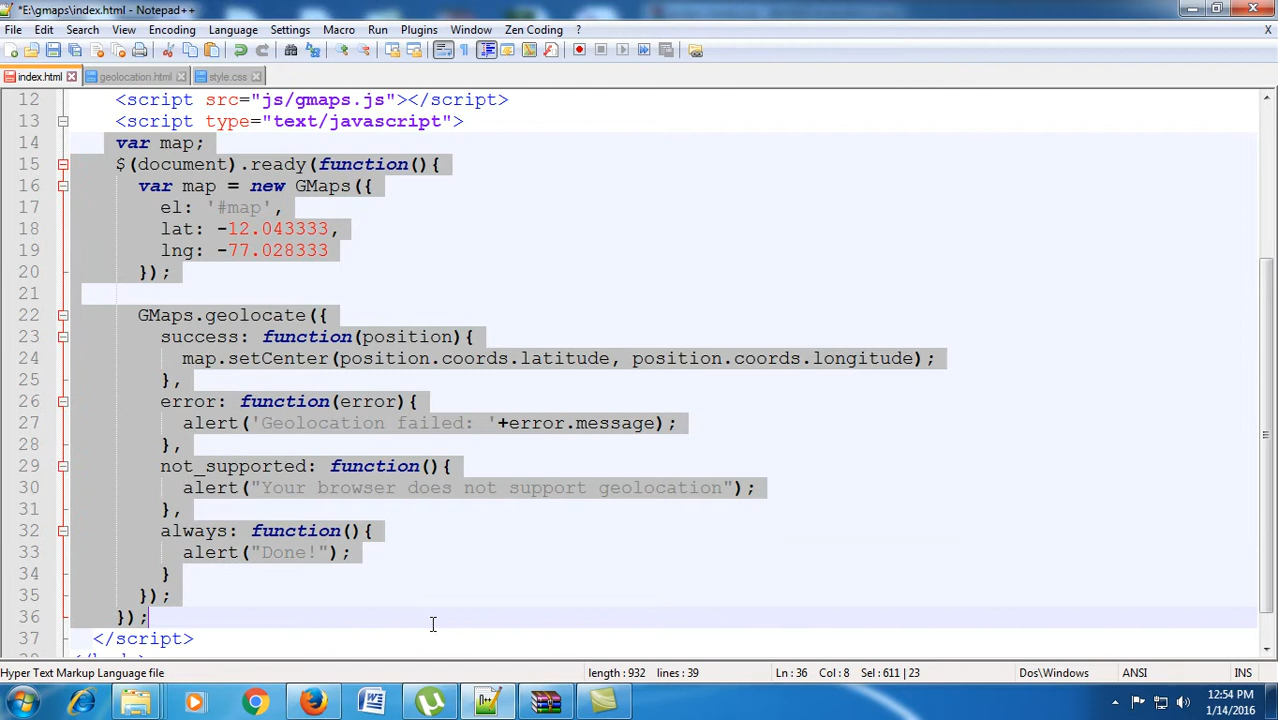 *E:\gmaps\index.html - Notepad++
File Edit Search View Encoding Language Settings Macro Run Plugins Window Zen Coding ? X
index.html geolocation.html style.css
12 <script src="js/gmaps.js"></script>
13 <script type="text/javascript">
14 var map;
15 $(document).ready(function(){
16 var map = new GMaps({
17 el: '#map',
18 lat: -12.043333,
19 lng: -77.028333
20 });
21
22 GMaps.geolocate({
23 success: function(position){
24 map.setCenter(position.coords.latitude, position.coords.longitude);
25 },
26 error: function(error){
27 alert('Geolocation failed: '+error.message);
28 },
29 not_supported: function(){
30 alert("Your browser does not support geolocation");
31 },
32 always: function(){
33 alert("Done!");
34 }
35 });
36 });
37 </script>
Hyper Text Markup Language file length : 932 lines : 39 Ln : 36 Col : 8 Sel : 611 | 23 Dos\Windows ANSI INS
12:54 PM
1/14/2016